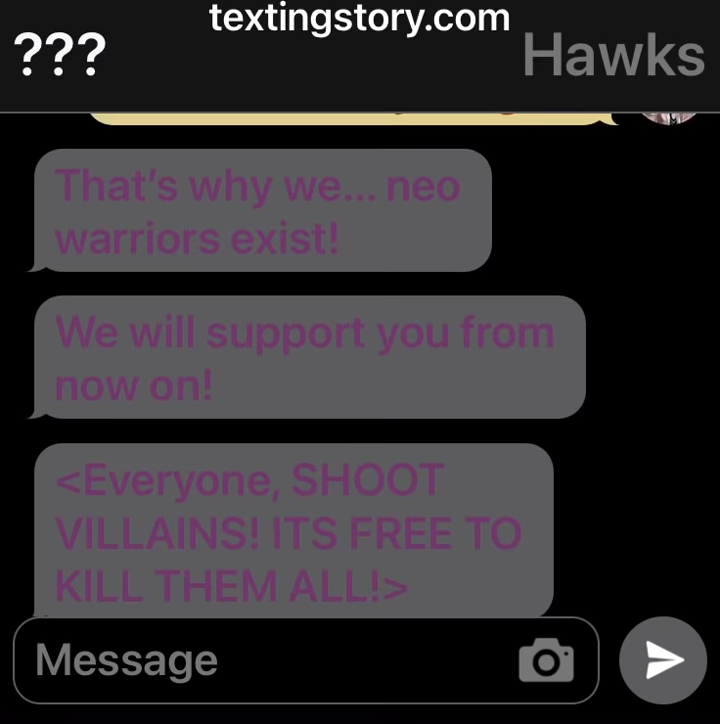 textingstory.com
??? Hawks
That’s why we... neo
warriors exist!
We will support you from
now on!
<Everyone, SHOOT
VILLAINS! ITS FREE TO
KILL THEM ALL!>
Message